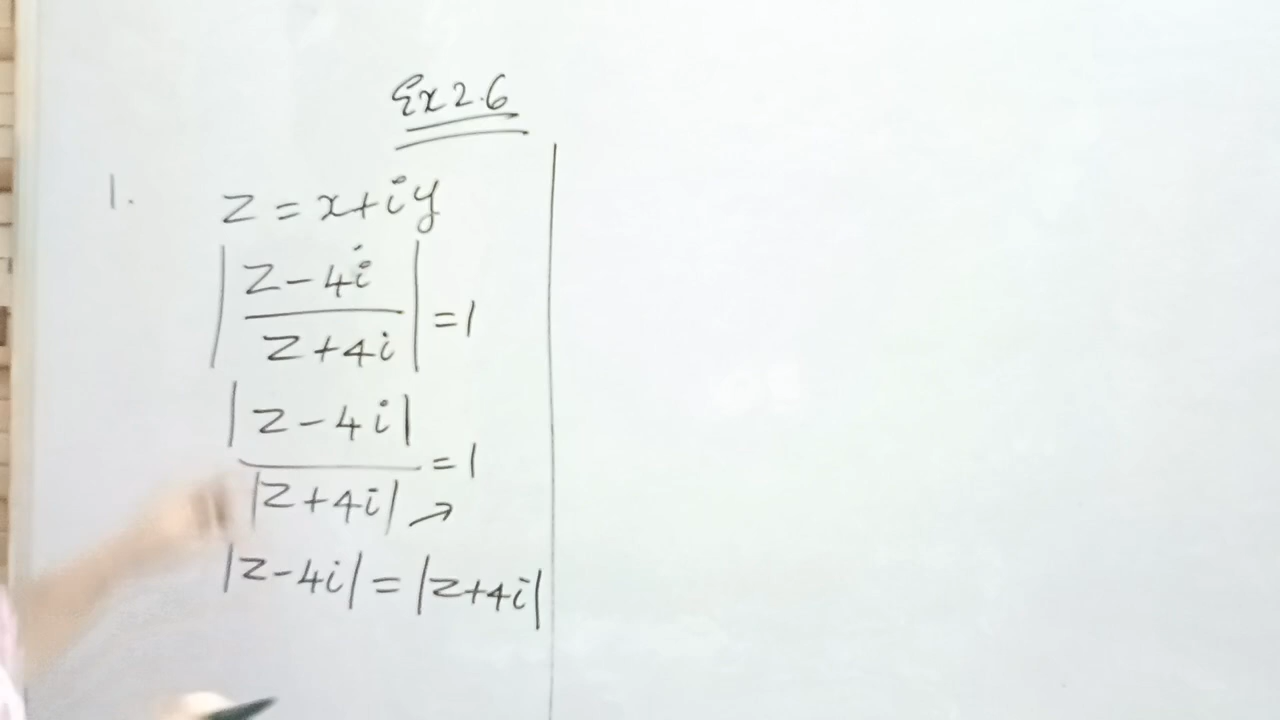 Ex 2.6
1. z = x+iy
|z-4i / z+4i| = 1
|z-4i| / |z+4i| = 1
|z-4i| = |z+4i|